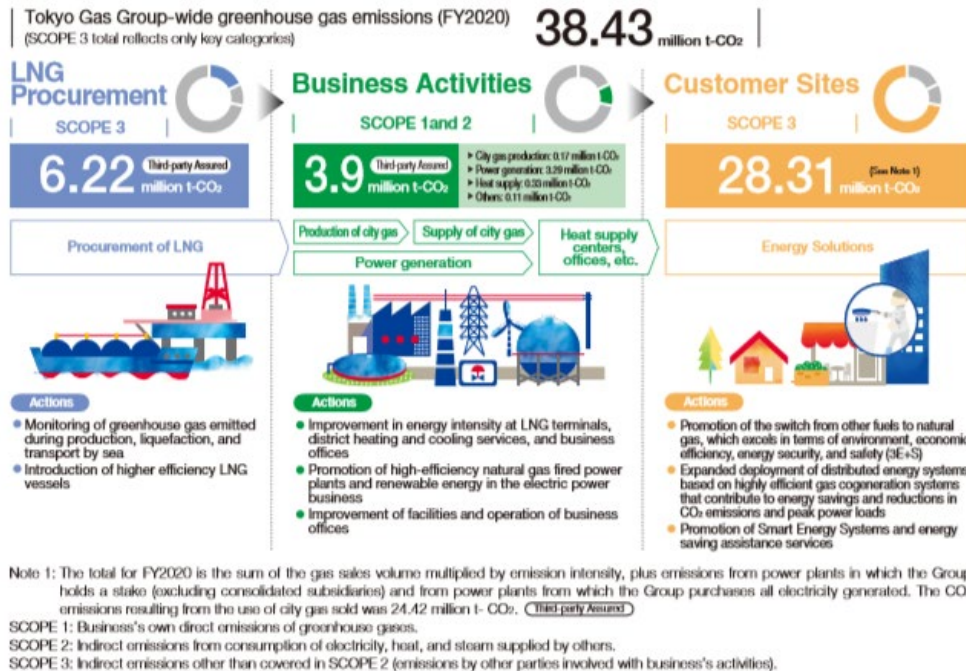 Tokyo Gas Group-wide greenhouse gas emissions (FY2020)
(SCOPE 3 total reflects only key categories)
38.43 million t-CO₂
LNG
Procurement
SCOPE 3
6.22 Third-party Assured
million t-CO₂
Procurement of LNG
Actions
● Monitoring of greenhouse gas emitted
during production, liquefaction, and
transport by sea
● Introduction of higher efficiency LNG
vessels
Business Activities
SCOPE 1and 2
3.9 Third-party Assured
million t-CO₂
▶ City gas production: 0.17 million t-CO₂
▶ Power generation: 3.29 million t-CO₂
▶ Heat supply: 0.33 million t-CO₂
▶ Others: 0.11 million t-CO₂
Production of city gas
Supply of city gas
Power generation
Heat supply
centers,
offices, etc.
Actions
● Improvement in energy intensity at LNG terminals,
district heating and cooling services, and business
offices
● Promotion of high-efficiency natural gas fired power
plants and renewable energy in the electric power
business
● Improvement of facilities and operation of business
offices
Customer Sites
SCOPE 3
28.31 (See Note 1)
million t-CO₂
Energy Solutions
Actions
● Promotion of the switch from other fuels to natural
gas, which excels in terms of environment, economic
efficiency, energy security, and safety (3E+S)
● Expanded deployment of distributed energy systems
based on highly efficient gas cogeneration systems
that contribute to energy savings and reductions in
CO₂ emissions and peak power loads
● Promotion of Smart Energy Systems and energy
saving assistance services
Note 1: The total for FY2020 is the sum of the gas sales volume multiplied by emission intensity, plus emissions from power plants in which the Group
holds a stake (excluding consolidated subsidiaries) and from power plants from which the Group purchases all electricity generated. The CO
emissions resulting from the use of city gas sold was 24.42 million t- CO₂. Third-party Assured
SCOPE 1: Business's own direct emissions of greenhouse gases.
SCOPE 2: Indirect emissions from consumption of electricity, heat, and steam supplied by others.
SCOPE 3: Indirect emissions other than covered in SCOPE 2 (emissions by other parties involved with business's activities).